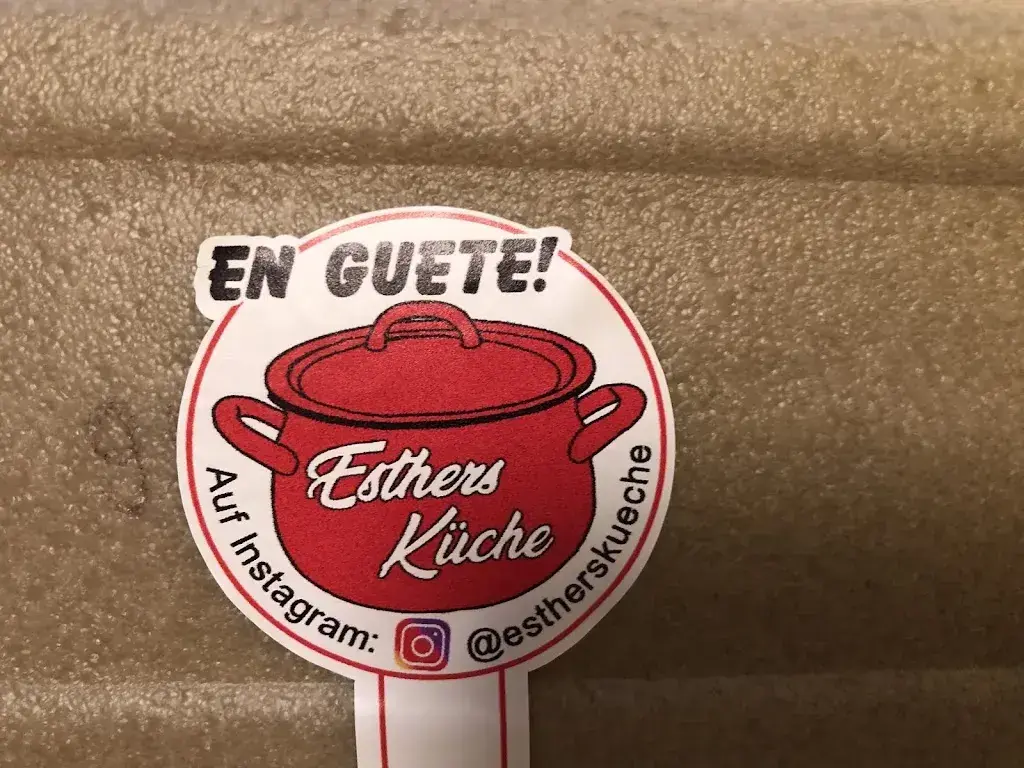 EN GUETE!
Esthers
Küche
Auf Instagram: @estherskueche